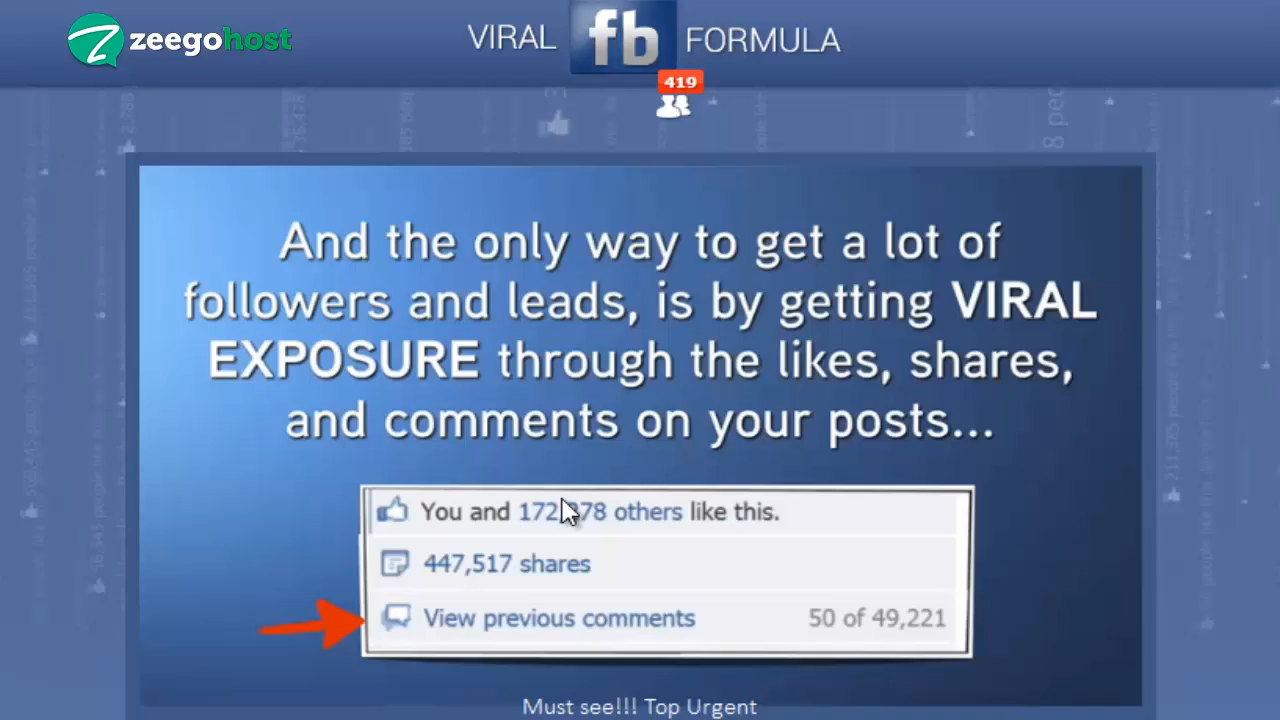 zeegohost
VIRAL fb FORMULA
419
And the only way to get a lot of
followers and leads, is by getting VIRAL
EXPOSURE through the likes, shares,
and comments on your posts...
You and others like this.
447,517 shares
View previous comments 50 of 49,221
Must see!!! Top Urgent